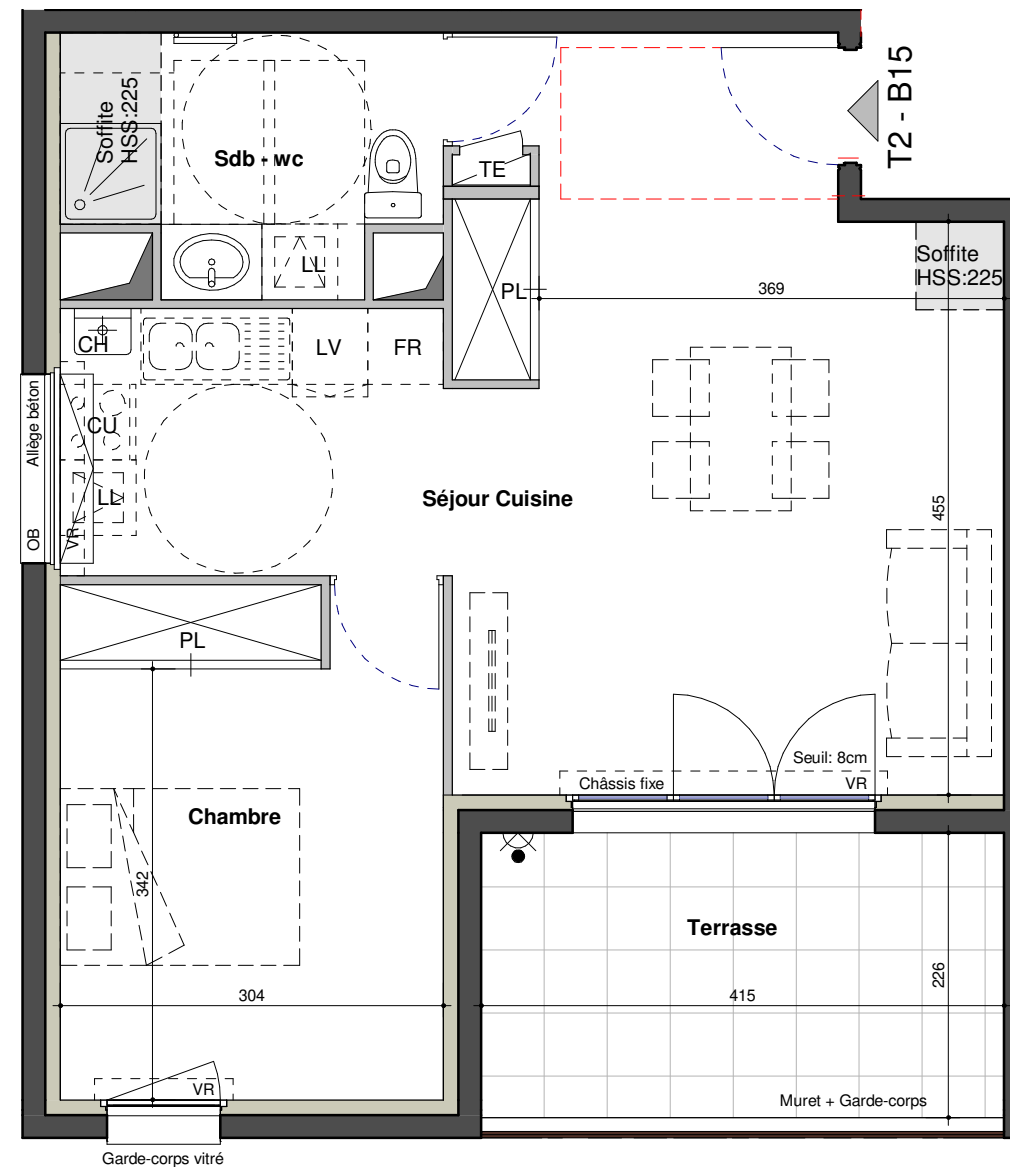 T2 - B15
Soffite
HSS:225
Sdb - wc
TE
LL
PL
Soffite
HSS:225
369
CH
LV
FR
Allège béton
OB
CU
LL
VR
Séjour Cuisine
455
PL
Seuil: 8cm
Châssis fixe
VR
Chambre
342
304
Terrasse
226
415
VR
Muret + Garde-corps
Garde-corps vitré